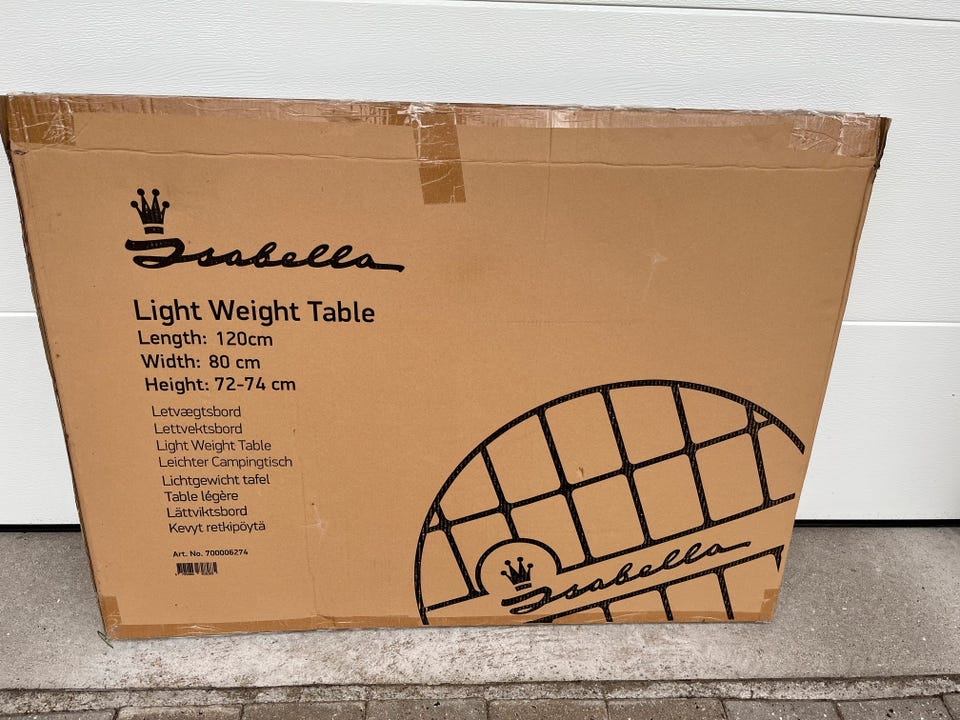 Isabella
Light Weight Table
Length: 120cm
Width: 80 cm
Height: 72-74 cm
Letvægtsbord
Lettvektsbord
Light Weight Table
Leichter Campingtisch
Lichtgewicht tafel
Table légère
Lättviktsbord
Kevyt retkipöytä
Art. No. 700006274
Isabella